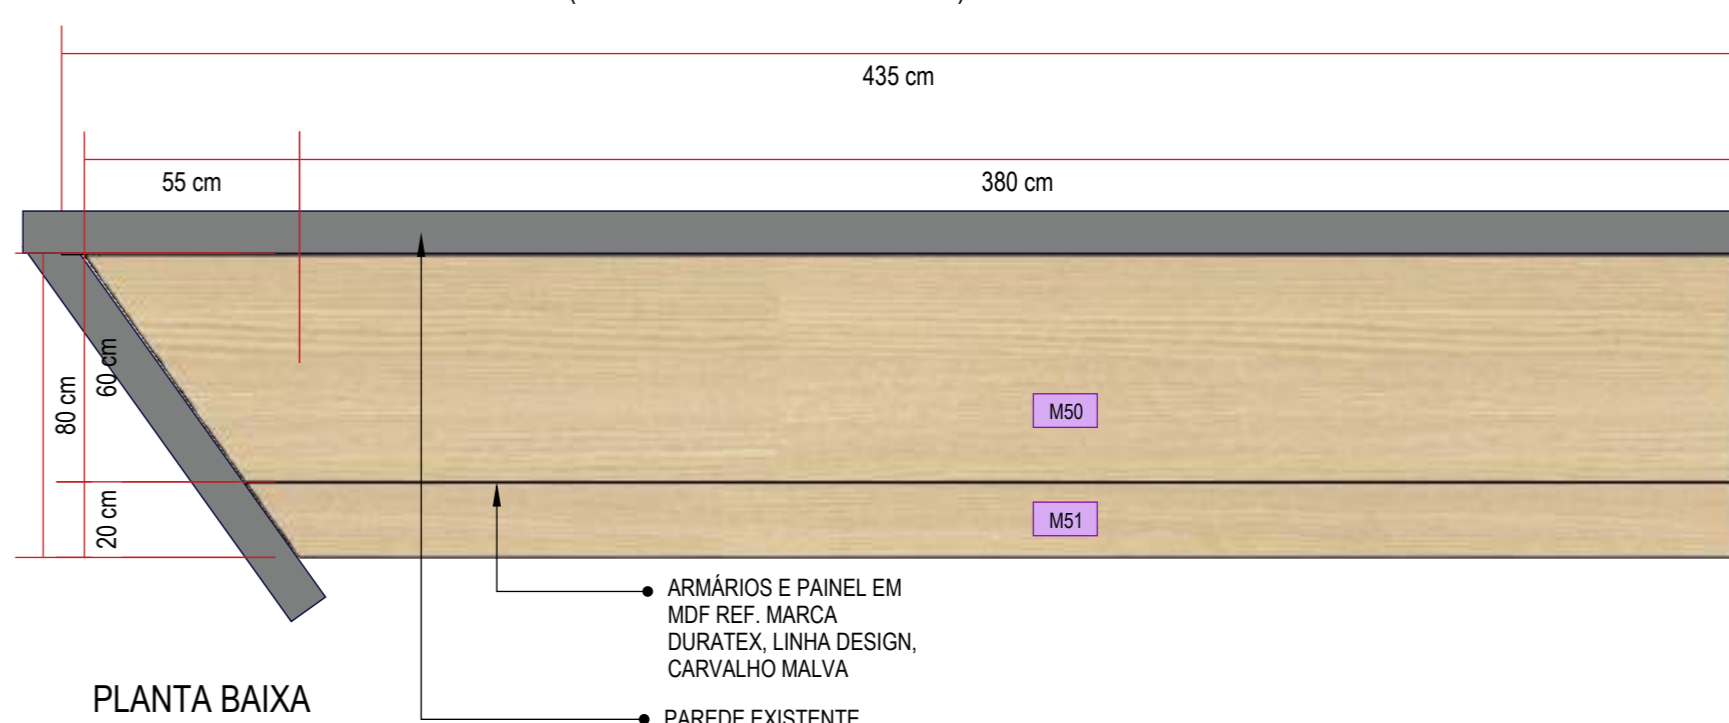 435 cm
55 cm
380 cm
60 cm
80 cm
20 cm
M50
M51
ARMÁRIOS E PAINEL EM
MDF REF. MARCA
DURATEX, LINHA DESIGN,
CARVALHO MALVA
PLANTA BAIXA
PAREDE EXISTENTE